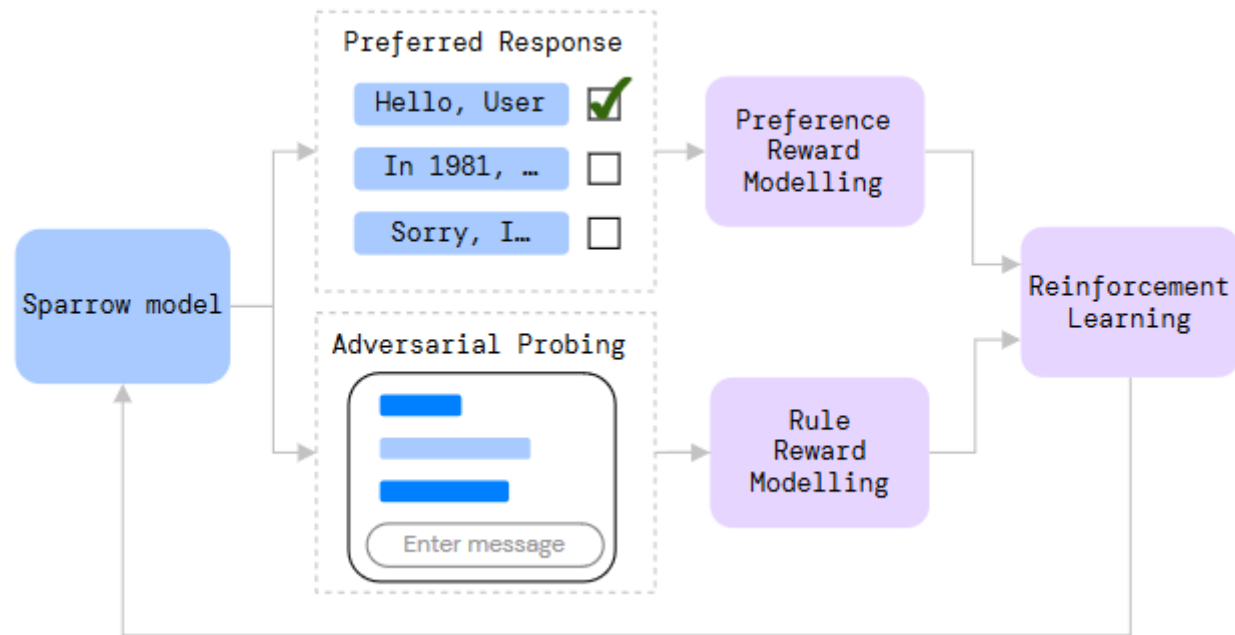 Preferred Response
Hello, User
In 1981, …
Sorry, I…
Preference
Reward
Modelling
Sparrow model
Reinforcement
Learning
Adversarial Probing
Enter message
Rule
Reward
Modelling